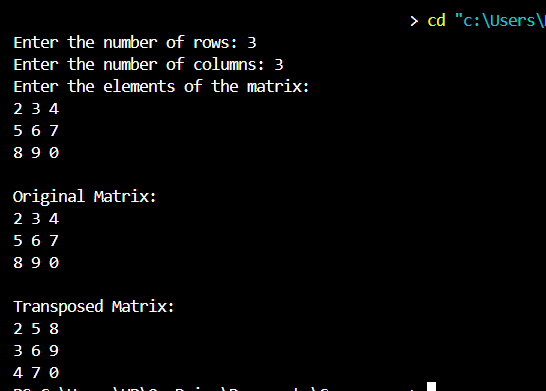 > cd "c:\Users\
Enter the number of rows: 3
Enter the number of columns: 3
Enter the elements of the matrix:
2 3 4
5 6 7
8 9 0
Original Matrix:
2 3 4
5 6 7
8 9 0
Transposed Matrix:
2 5 8
3 6 9
4 7 0